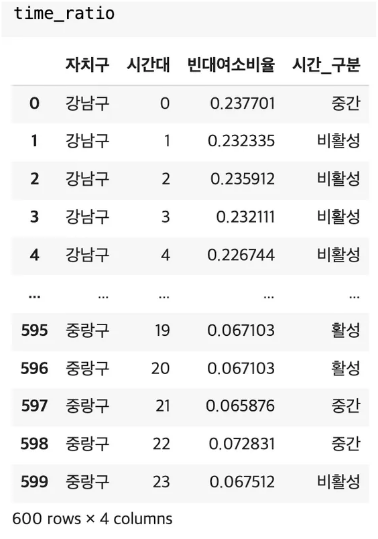 time_ratio
자치구 시간대 빈대여소비율 시간_구분
0 강남구 0 0.237701 중간
1 강남구 1 0.232335 비활성
2 강남구 2 0.235912 비활성
3 강남구 3 0.232111 비활성
4 강남구 4 0.226744 비활성
... ... ... ... ...
595 중랑구 19 0.067103 활성
596 중랑구 20 0.067103 활성
597 중랑구 21 0.065876 중간
598 중랑구 22 0.072831 중간
599 중랑구 23 0.067512 비활성
600 rows × 4 columns